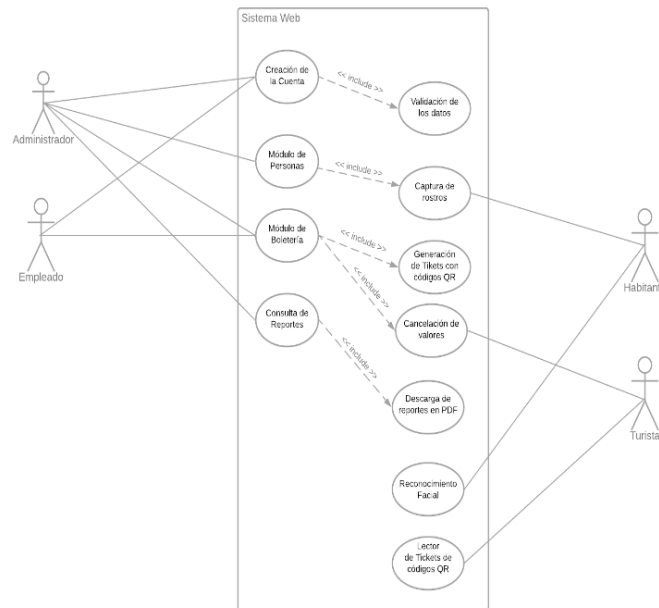 Sistema Web
Creación de
la Cuenta
<< include >>
Validación de
los datos
Administrador
Módulo de
Personas
<< include >>
Captura de
rostros
Empleado
Módulo de
Boletería
<< include >>
<< include >>
Generación
de Tikets con
códigos QR
Habitant
Consulta de
Reportes
Cancelación de
valores
<< include >>
Descarga de
reportes en PDF
Turista
Reconocimiento
Facial
Lector
de Tickets de
códigos QR